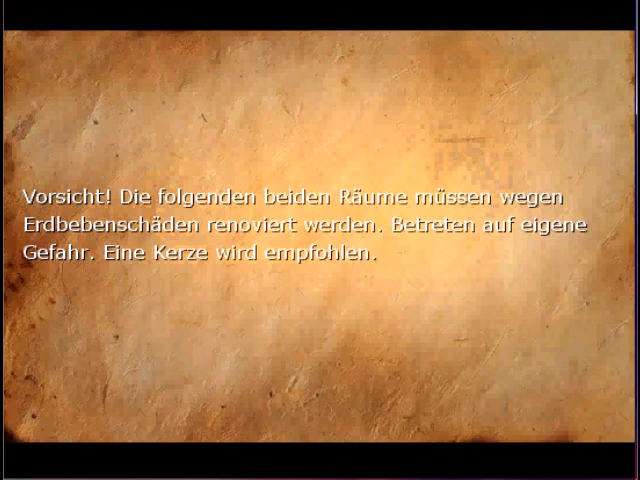 Vorsicht! Die folgenden beiden Räume müssen wegen
Erdbebenschäden renoviert werden. Betreten auf eigene
Gefahr. Eine Kerze wird empfohlen.